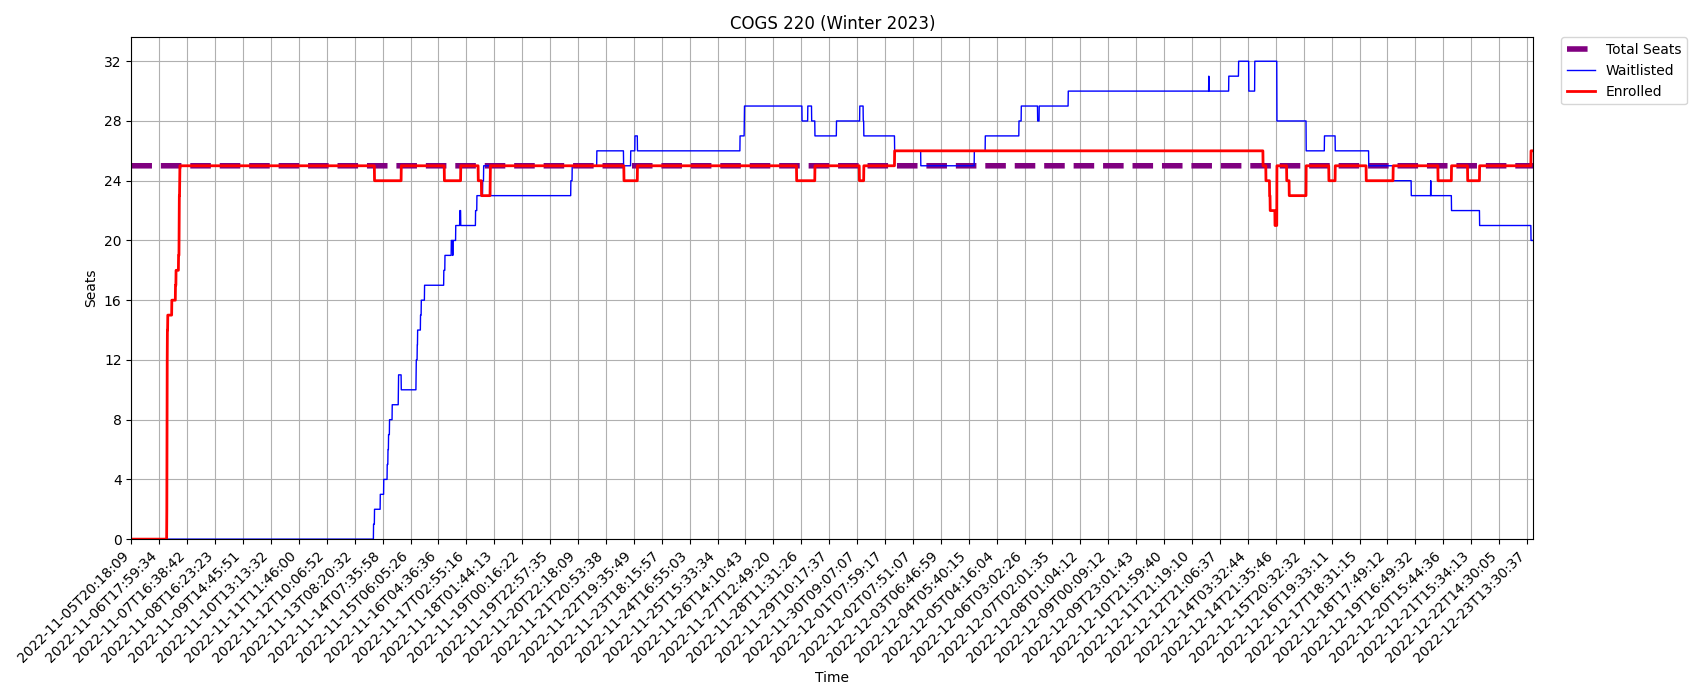 COGS 220 (Winter 2023)
Total Seats
Waitlisted
Enrolled
32
28
24
20
16
12
8
4
0
Seats
2022-11-05T20:18:09
2022-11-06T17:59:34
2022-11-07T16:38:42
2022-11-08T16:23:23
2022-11-09T14:45:51
2022-11-10T13:13:32
2022-11-11T11:46:00
2022-11-12T10:06:52
2022-11-13T08:20:32
2022-11-14T07:35:58
2022-11-15T06:05:26
2022-11-16T04:36:36
2022-11-17T02:55:16
2022-11-18T01:44:13
2022-11-19T00:16:22
2022-11-19T22:57:35
2022-11-20T22:18:09
2022-11-21T20:53:38
2022-11-22T19:35:49
2022-11-23T18:15:57
2022-11-24T16:55:03
2022-11-25T15:33:34
2022-11-26T14:10:43
2022-11-27T12:49:20
2022-11-28T11:31:26
2022-11-29T10:17:37
2022-11-30T09:07:07
2022-12-01T07:59:17
2022-12-02T07:51:07
2022-12-03T06:46:59
2022-12-04T05:40:15
2022-12-05T04:16:04
2022-12-06T03:02:26
2022-12-07T02:01:35
2022-12-08T01:04:12
2022-12-09T00:09:12
2022-12-09T23:01:43
2022-12-10T21:59:40
2022-12-11T21:19:10
2022-12-12T21:06:37
2022-12-14T03:32:44
2022-12-14T21:35:46
2022-12-15T20:32:32
2022-12-16T19:33:11
2022-12-17T18:31:15
2022-12-18T17:49:12
2022-12-19T16:49:32
2022-12-20T15:44:36
2022-12-21T15:34:13
2022-12-22T14:30:05
2022-12-23T13:30:37
Time